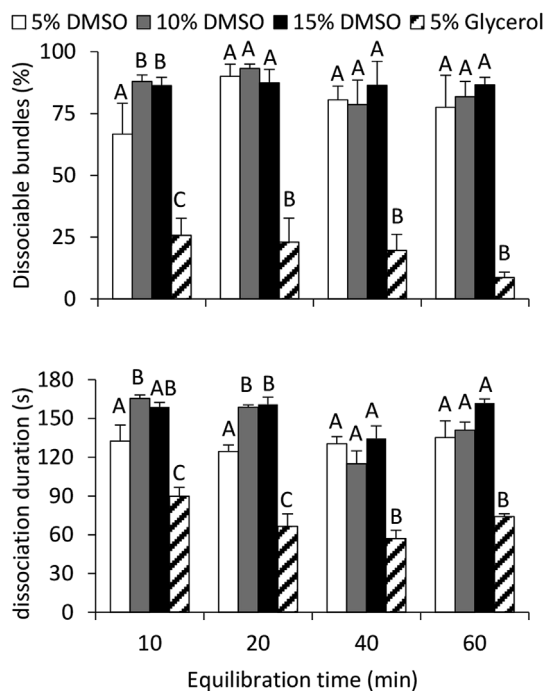 5% DMSO 10% DMSO 15% DMSO 5% Glycerol
Dissociable bundles (%)
100
75
50
25
0
A B B C
A A A B
A A A B
A A A B
dissociation duration (s)
180
150
120
90
60
30
0
A B AB C
A B B C
A A A B
A A A B
10 20 40 60
Equilibration time (min)